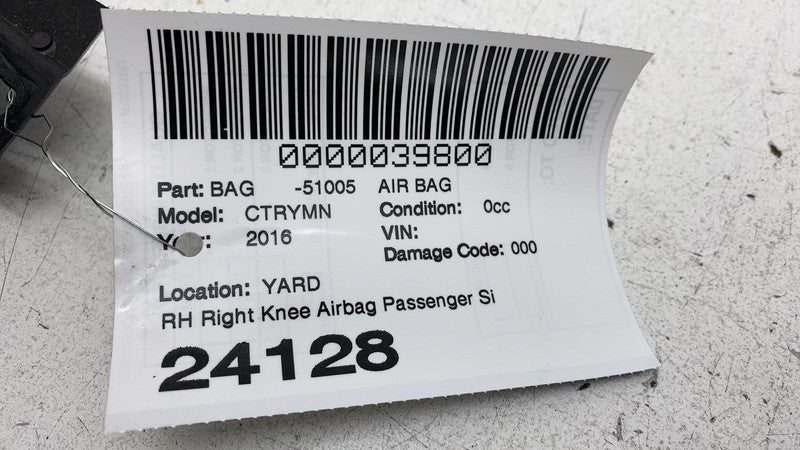 0000039800
Part: BAG -51005 AIR BAG
Model: CTRYMN Condition: 0cc
2016 VIN:
Damage Code: 000
Location: YARD
RH Right Knee Airbag Passenger Si
24128